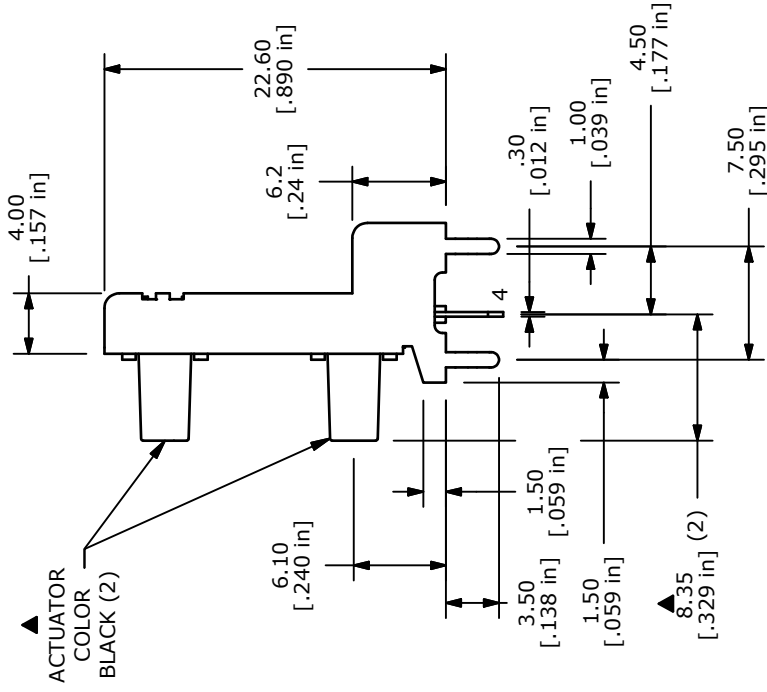 4.00
[.157 in]
22.60
[.890 in]
6.2
[.24 in]
.30
[.012 in]
1.00
[.039 in]
4.50
[.177 in]
7.50
[.295 in]
4
▲
ACTUATOR
COLOR
BLACK (2)
6.10
[.240 in]
1.50
[.059 in]
3.50
[.138 in]
1.50
[.059 in]
▲ 8.35
[.329 in] (2)